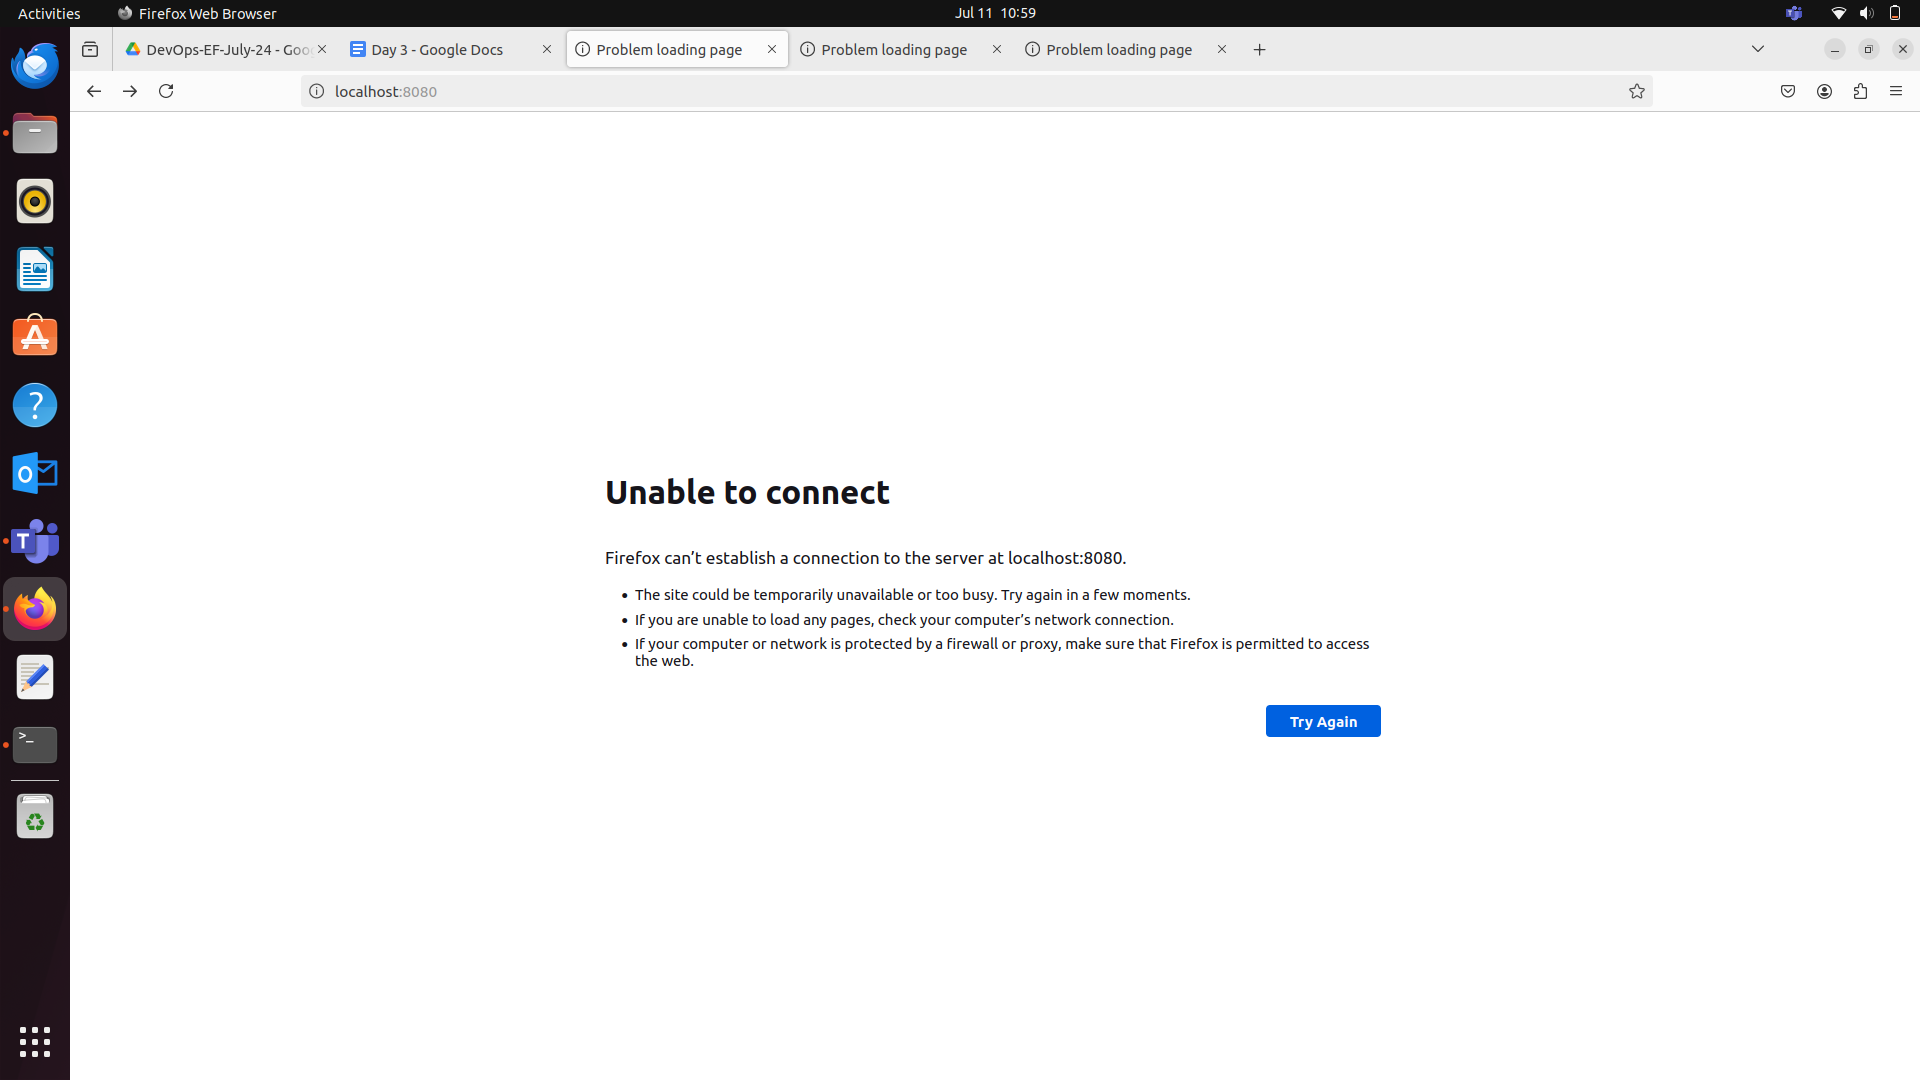 Activities
Firefox Web Browser
Jul 11 10:59
DevOps-EF-July-24 - Goo
Day 3 - Google Docs
Problem loading page
Problem loading page
Problem loading page
localhost:8080
Unable to connect
Firefox can’t establish a connection to the server at localhost:8080.
• The site could be temporarily unavailable or too busy. Try again in a few moments.
• If you are unable to load any pages, check your computer’s network connection.
• If your computer or network is protected by a firewall or proxy, make sure that Firefox is permitted to access
the web.
Try Again